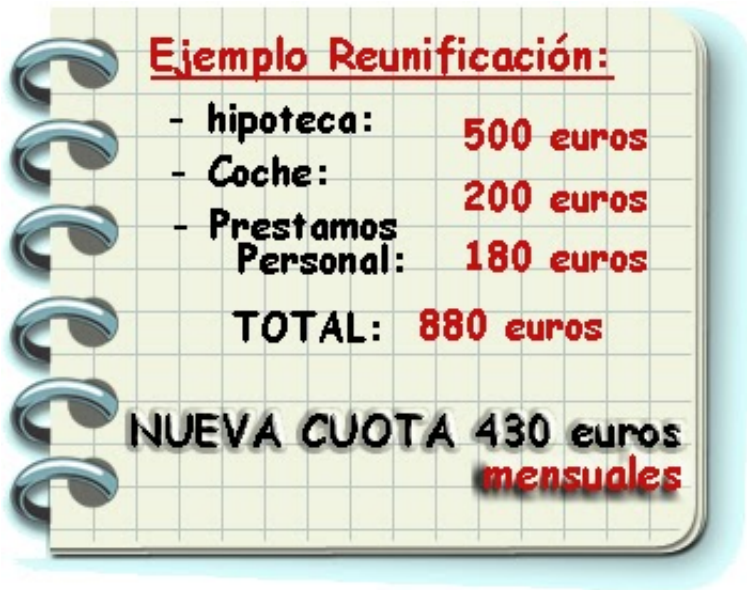 Ejemplo Reunificación:
- hipoteca: 500 euros
- Coche: 200 euros
- Prestamos
Personal: 180 euros
TOTAL: 880 euros
NUEVA CUOTA 430 euros
mensuales